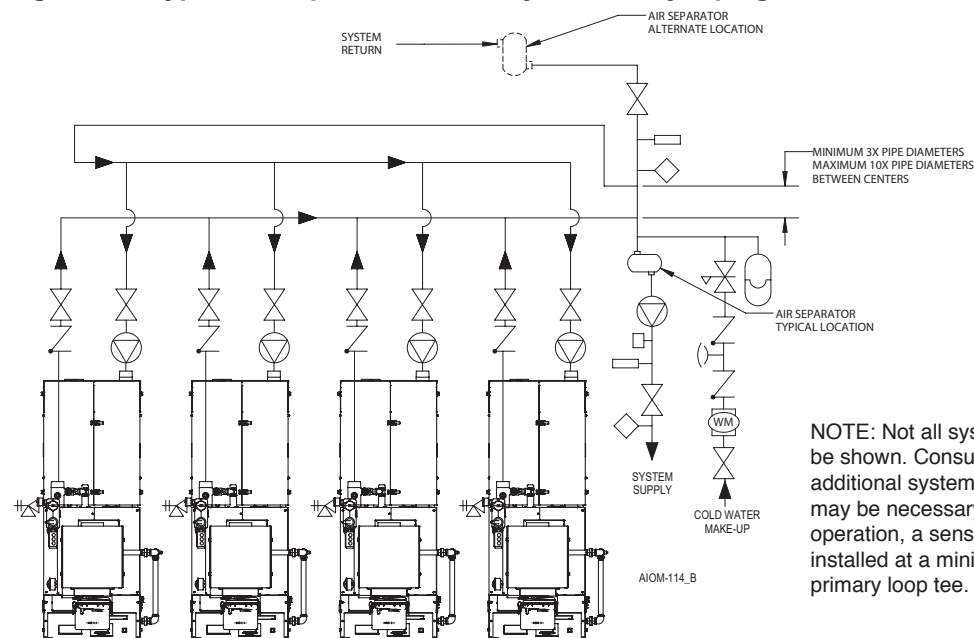 AIR SEPARATOR
ALTERNATE LOCATION
SYSTEM
RETURN
MINIMUM 3X PIPE DIAMETERS
MAXIMUM 10X PIPE DIAMETERS
BETWEEN CENTERS
AIR SEPARATOR
TYPICAL LOCATION
WM
SYSTEM
SUPPLY
COLD WATER
MAKE-UP
AIOM-114_B
NOTE: Not all sys
be shown. Consu
additional system
may be necessary
operation, a sens
installed at a mini
primary loop tee.